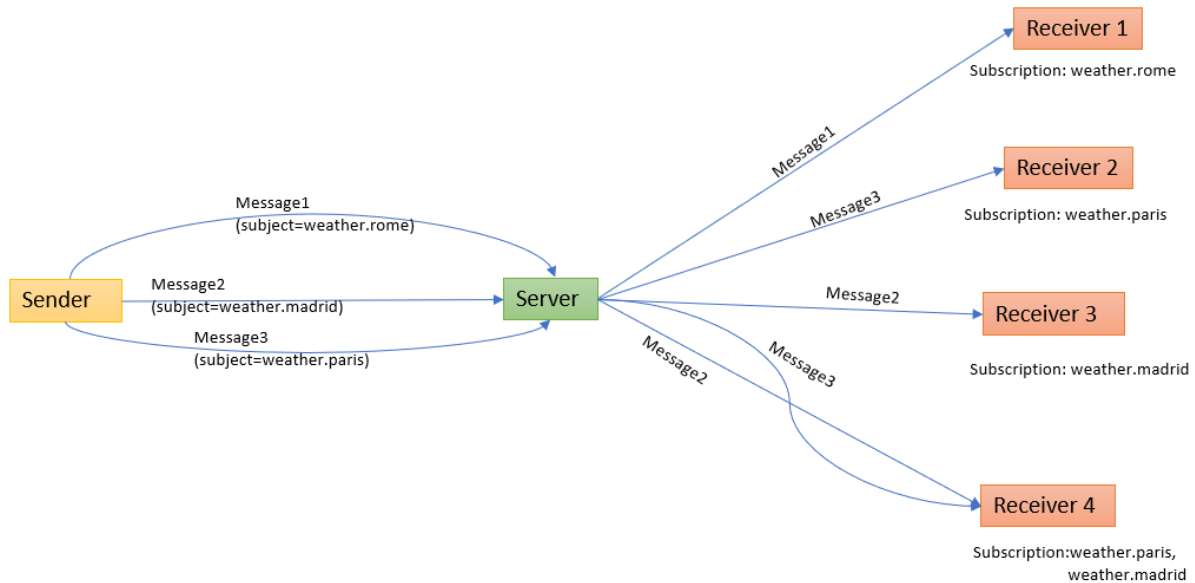 Receiver 1
Subscription: weather.rome
Message1
Receiver 2
Message3
Subscription: weather.paris
Message1
(subject=weather.rome)
Message2
(subject=weather.madrid)
Sender
Server
Message2
Receiver 3
Message3
(subject=weather.paris)
Message2
Message3
Subscription: weather.madrid
Receiver 4
Subscription:weather.paris,
weather.madrid